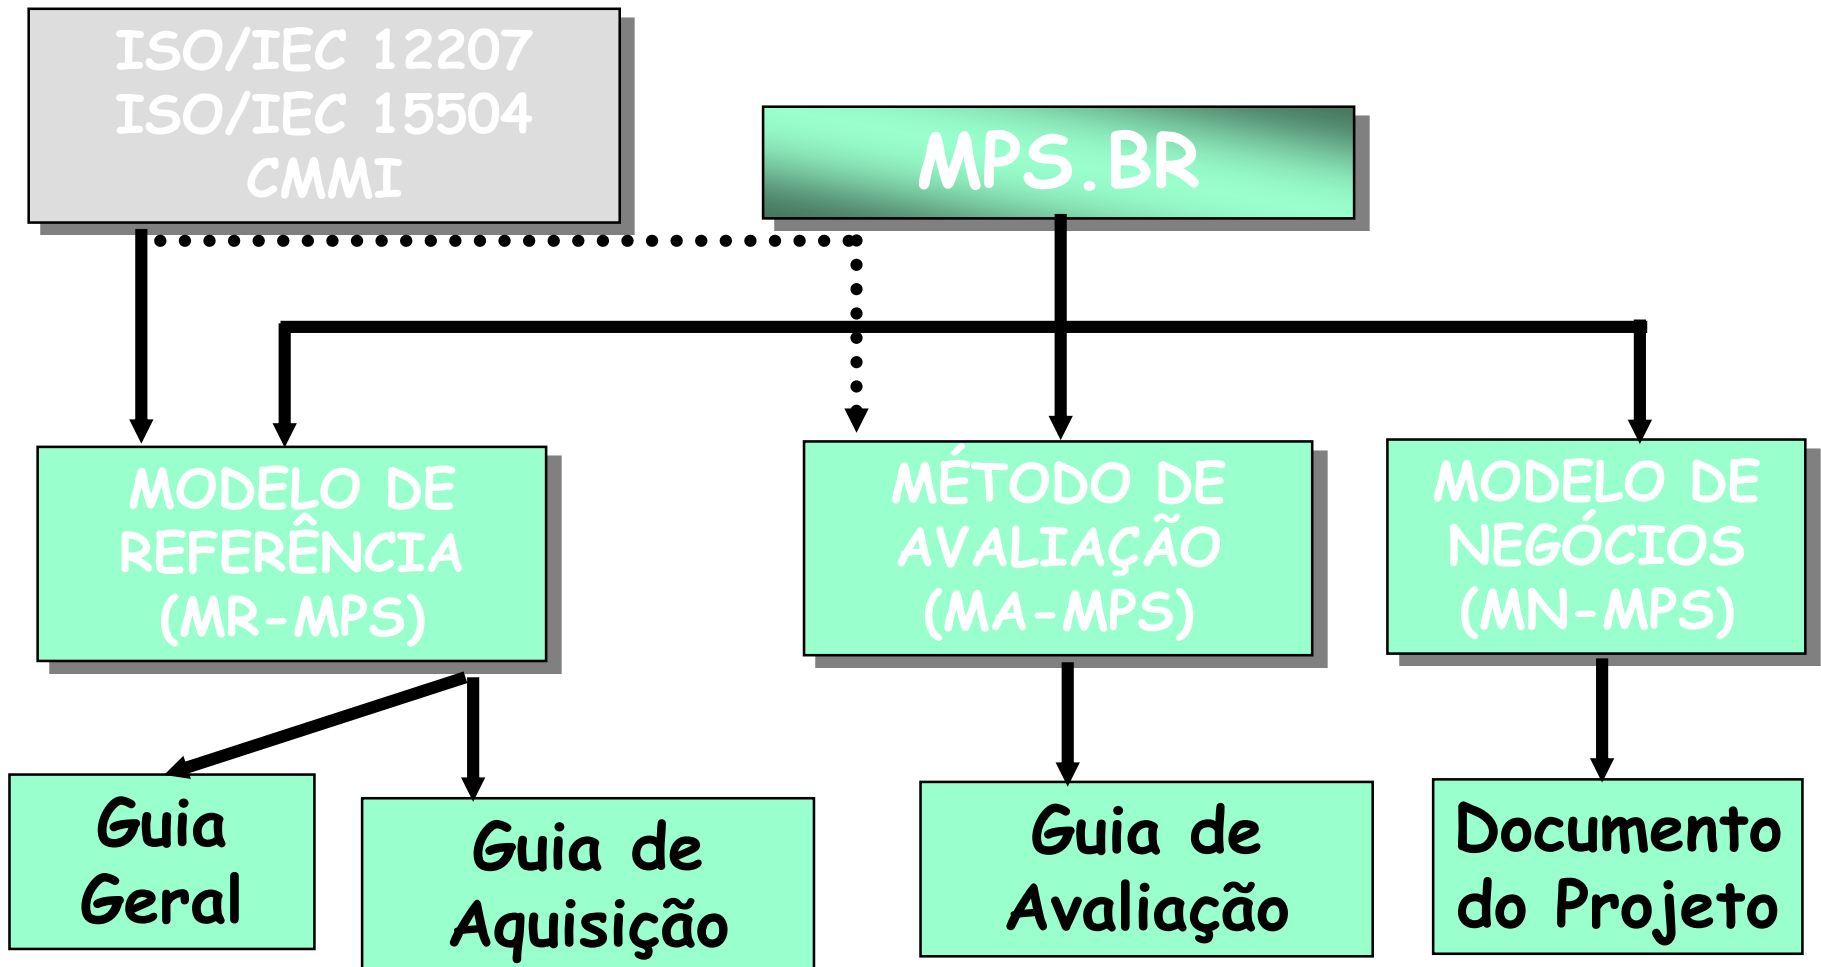 ISO/IEC 12207
ISO/IEC 15504
CMMI
MPS.BR
MODELO DE
REFERÊNCIA
(MR-MPS)
MÉTODO DE
AVALIAÇÃO
(MA-MPS)
MODELO DE
NEGÓCIOS
(MN-MPS)
Guia
Geral
Guia de
Aquisição
Guia de
Avaliação
Documento
do Projeto